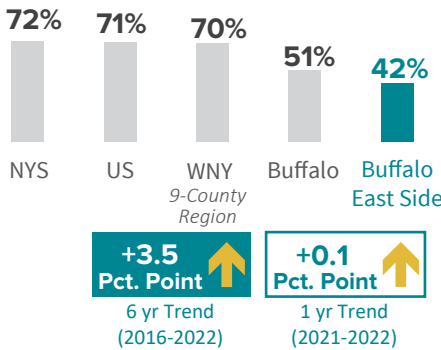 72%
71%
70%
51%
42%
NYS
US
WNY
9-County
Region
Buffalo
Buffalo
East Side
+3.5
Pct. Point
+0.1
Pct. Point
6 yr Trend
(2016-2022)
1 yr Trend
(2021-2022)